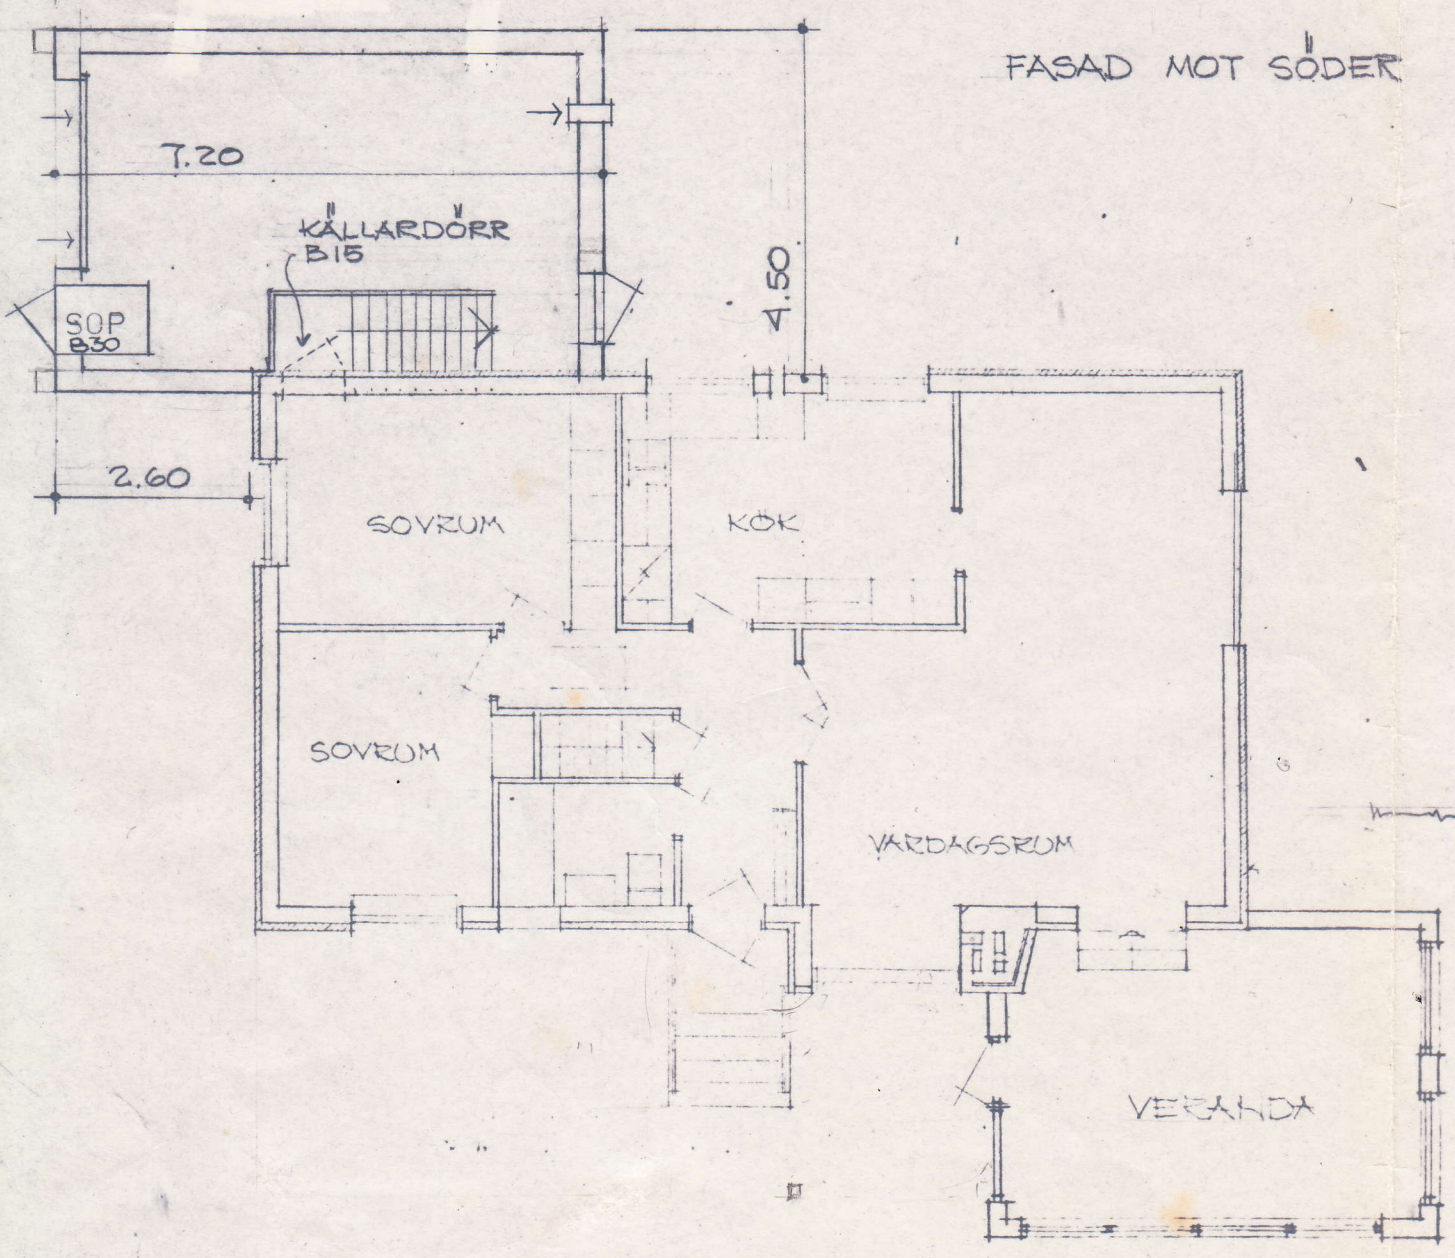 FASAD MOT SÖDER
7.20
KÄLLARDÖRR
B15
4.50
SOP
B30
2.60
SOVRUM
KÖK
SOVRUM
VARDAGSRUM
VERANDA